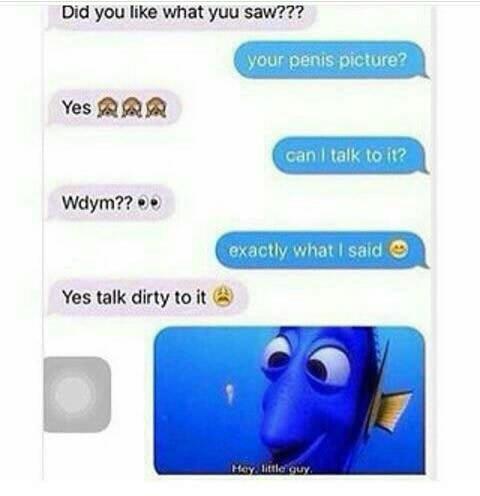 Did you like what yuu saw???
your penis picture?
Yes 🙈🙈🙈
can I talk to it?
Wdym?? 👀
exactly what I said 😊
Yes talk dirty to it 😩
Hey, little guy.